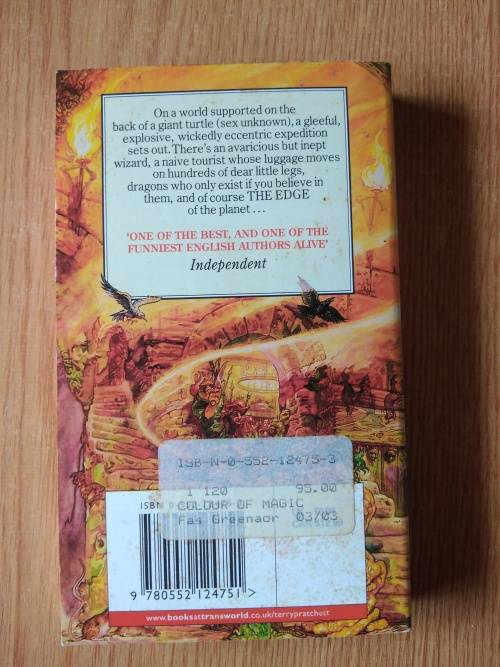 On a world supported on the
back of a giant turtle (sex unknown), a gleeful,
explosive, wickedly eccentric expedition
sets out. There's an avaricious but inept
wizard, a naive tourist whose luggage moves
on hundreds of dear little legs,
dragons who only exist if you believe in
them, and of course THE EDGE
of the planet ...
'ONE OF THE BEST, AND ONE OF THE
FUNNIEST ENGLISH AUTHORS ALIVE'
Independent
ISB-N-0-552-12475-3
1 120 95.00
ISBN
COLOUR OF MAGIC
Fas Greenaor 03/03
9 780552 124751 >
www.booksattransworld.co.uk/terrypratchett